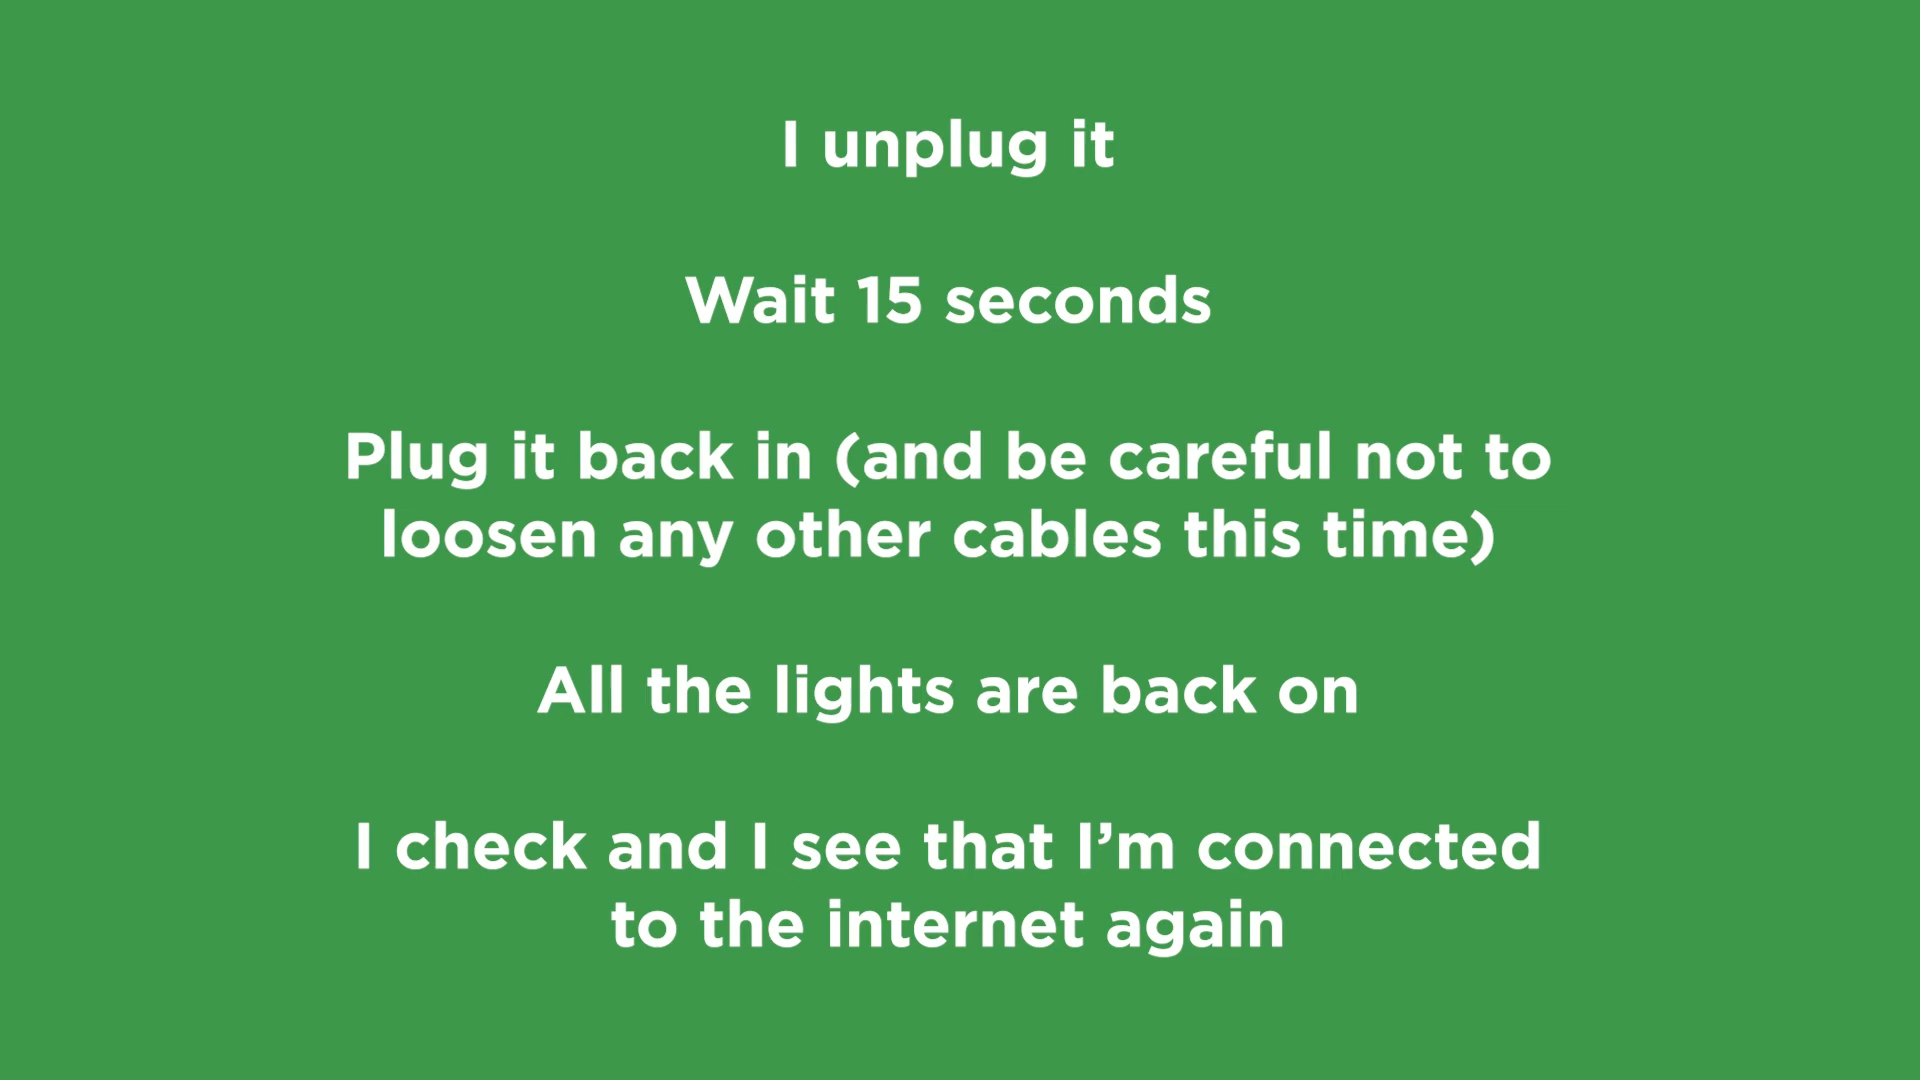 I unplug it
Wait 15 seconds
Plug it back in (and be careful not to
loosen any other cables this time)
All the lights are back on
I check and I see that I’m connected
to the internet again